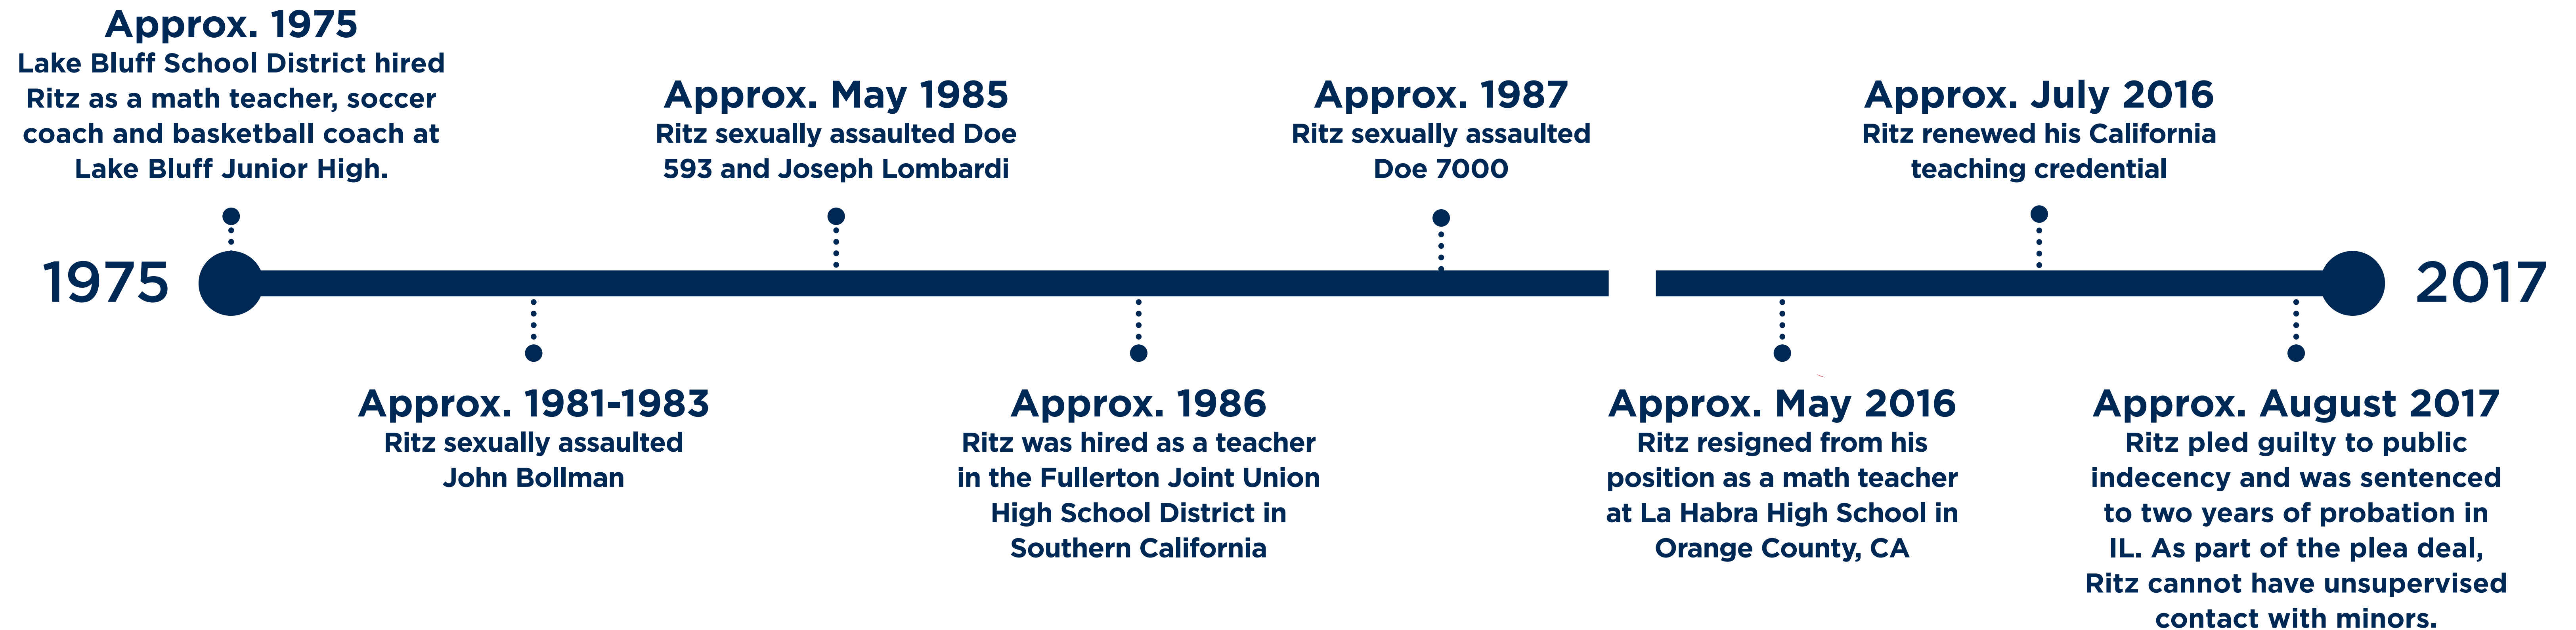 Approx. 1975
Lake Bluff School District hired
Ritz as a math teacher, soccer
coach and basketball coach at
Lake Bluff Junior High.
Approx. May 1985
Ritz sexually assaulted Doe
593 and Joseph Lombardi
Approx. 1987
Ritz sexually assaulted
Doe 7000
Approx. July 2016
Ritz renewed his California
teaching credential
1975
2017
Approx. 1981-1983
Ritz sexually assaulted
John Bollman
Approx. 1986
Ritz was hired as a teacher
in the Fullerton Joint Union
High School District in
Southern California
Approx. May 2016
Ritz resigned from his
position as a math teacher
at La Habra High School in
Orange County, CA
Approx. August 2017
Ritz pled guilty to public
indecency and was sentenced
to two years of probation in
IL. As part of the plea deal,
Ritz cannot have unsupervised
contact with minors.